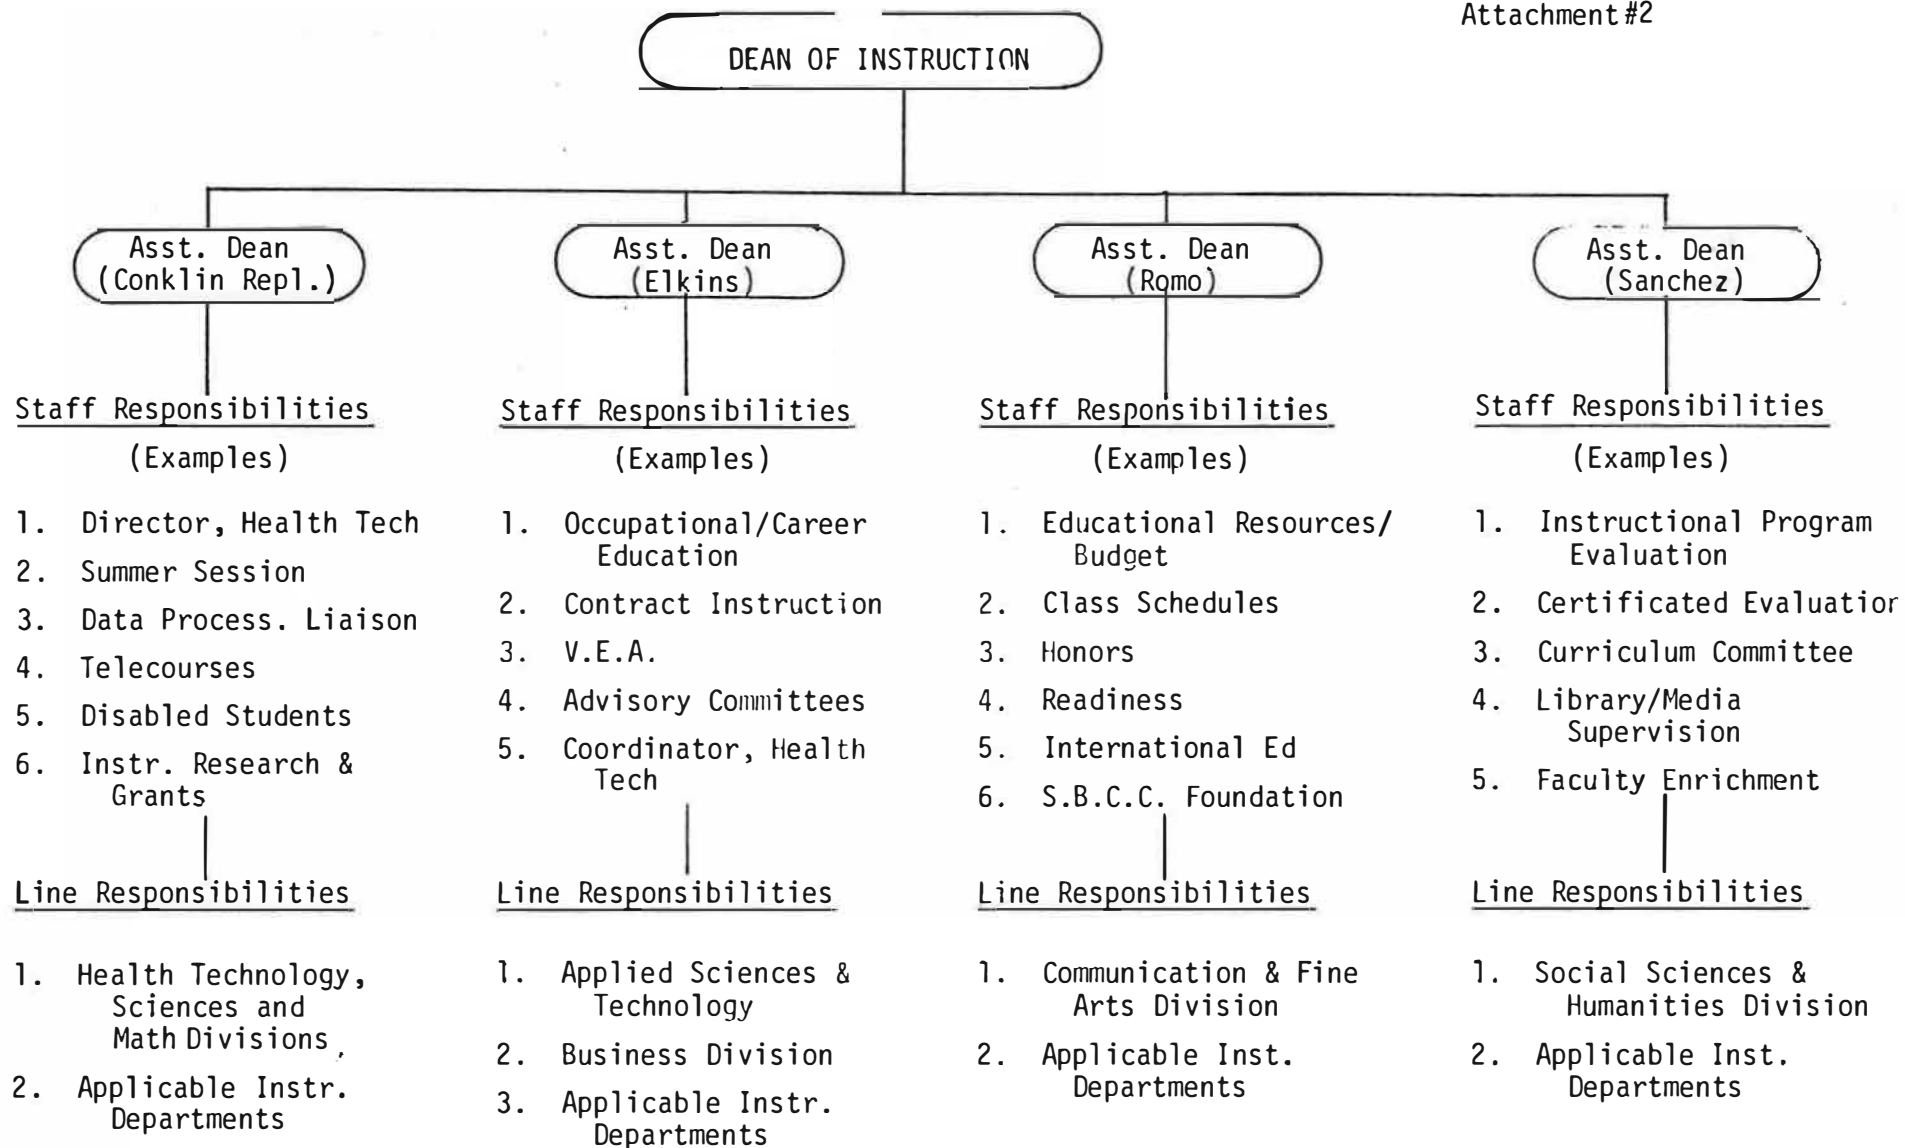 Attachment #2
DEAN OF INSTRUCTION
Asst. Dean
(Conklin Repl.)
Staff Responsibilities
(Examples)
1. Director, Health Tech
2. Summer Session
3. Data Process. Liaison
4. Telecourses
5. Disabled Students
6. Instr. Research &
Grants
Line Responsibilities
1. Health Technology,
Sciences and
Math Divisions
2. Applicable Instr.
Departments
Asst. Dean
(Elkins)
Staff Responsibilities
(Examples)
1. Occupational/Career
Education
2. Contract Instruction
3. V.E.A.
4. Advisory Committees
5. Coordinator, Health
Tech
Line Responsibilities
1. Applied Sciences &
Technology
2. Business Division
3. Applicable Instr.
Departments
Asst. Dean
(Romo)
Staff Responsibilities
(Examples)
1. Educational Resources/
Budget
2. Class Schedules
3. Honors
4. Readiness
5. International Ed
6. S.B.C.C. Foundation
Line Responsibilities
1. Communication & Fine
Arts Division
2. Applicable Inst.
Departments
Asst. Dean
(Sanchez)
Staff Responsibilities
(Examples)
1. Instructional Program
Evaluation
2. Certificated Evaluation
3. Curriculum Committee
4. Library/Media
Supervision
5. Faculty Enrichment
Line Responsibilities
1. Social Sciences &
Humanities Division
2. Applicable Inst.
Departments